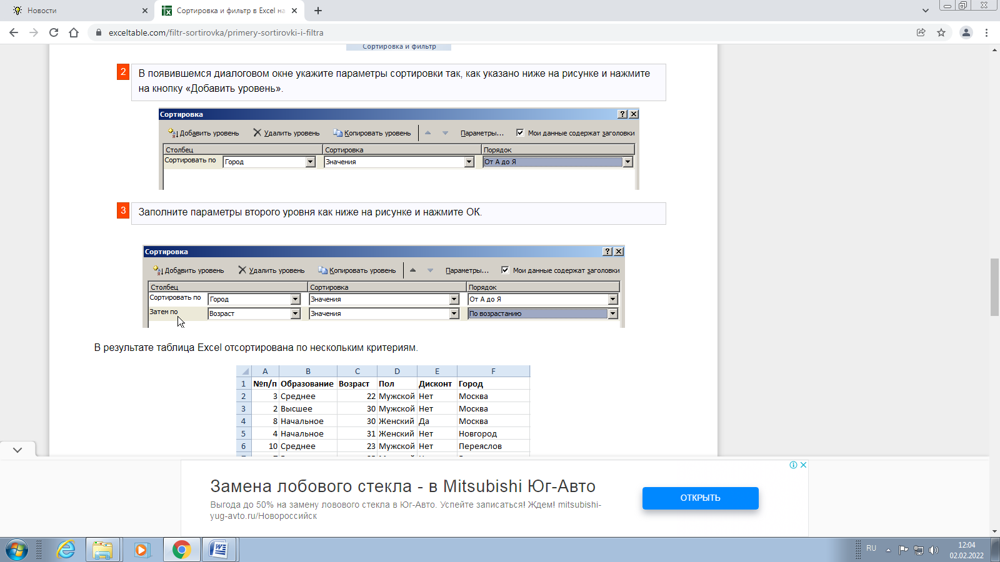 Новости
Сортировка и фильтр в Excel на
exceltable.com/filtr-sortirovka/primery-sortirovki-i-filtra
Сортировка и фильтр
2 В появившемся диалоговом окне укажите параметры сортировки так, как указано ниже на рисунке и нажмите
на кнопку «Добавить уровень».
Сортировка
Добавить уровень Удалить уровень Копировать уровень Параметры... Мои данные содержат заголовки
Столбец Сортировка Порядок
Сортировать по Город Значения От А до Я
3 Заполните параметры второго уровня как ниже на рисунке и нажмите ОК.
Сортировка
Добавить уровень Удалить уровень Копировать уровень Параметры... Мои данные содержат заголовки
Столбец Сортировка Порядок
Сортировать по Город Значения От А до Я
Затем по Возраст Значения По возрастанию
В результате таблица Excel отсортирована по нескольким критериям.
A B C D E F
1 №п/п Образование Возраст Пол Дисконт Город
2 3 Среднее 22 Мужской Нет Москва
3 2 Высшее 30 Мужской Нет Москва
4 8 Начальное 30 Женский Да Москва
5 4 Начальное 31 Женский Нет Новгород
6 10 Среднее 23 Мужской Нет Переяслов
Замена лобового стекла - в Mitsubishi Юг-Авто
Выгода до 50% на замену ловового стекла в Юг-Авто. Успейте записаться! Ждем! mitsubishi-
yug-avto.ru/Новороссийск
ОТКРЫТЬ
RU
12:04
02.02.2022